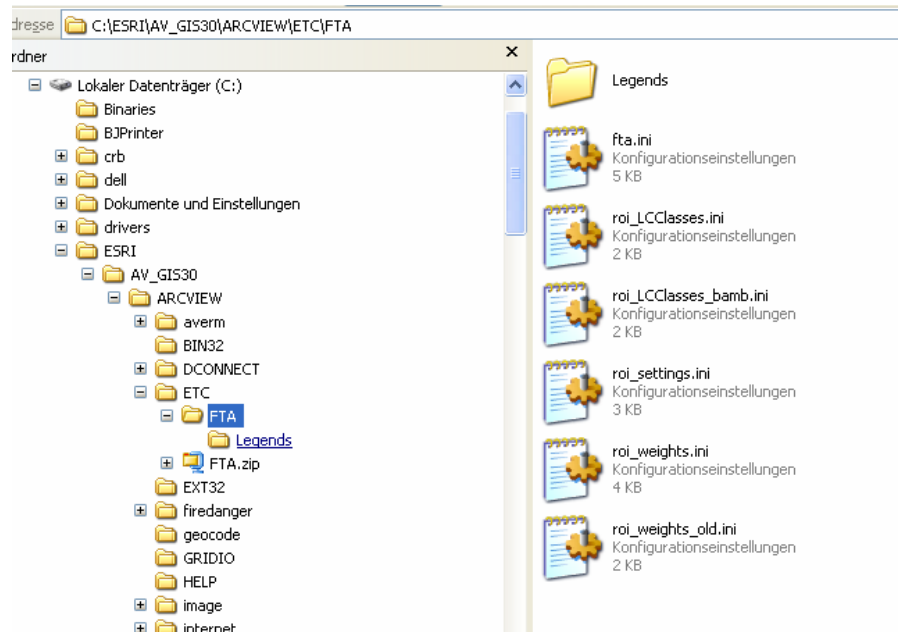 dresse C:\ESRI\AV_GIS30\ARCVIEW\ETC\FTA
rdner
Lokaler Datenträger (C:)
Binaries
BJPrinter
crb
dell
Dokumente und Einstellungen
drivers
ESRI
AV_GIS30
ARCVIEW
averm
BIN32
DCONNECT
ETC
FTA
Legends
FTA.zip
EXT32
firedanger
geocode
GRIDIO
HELP
image
internet
Legends
fta.ini
Konfigurationseinstellungen
5 KB
roi_LCClasses.ini
Konfigurationseinstellungen
2 KB
roi_LCClasses_bamb.ini
Konfigurationseinstellungen
2 KB
roi_settings.ini
Konfigurationseinstellungen
3 KB
roi_weights.ini
Konfigurationseinstellungen
4 KB
roi_weights_old.ini
Konfigurationseinstellungen
2 KB